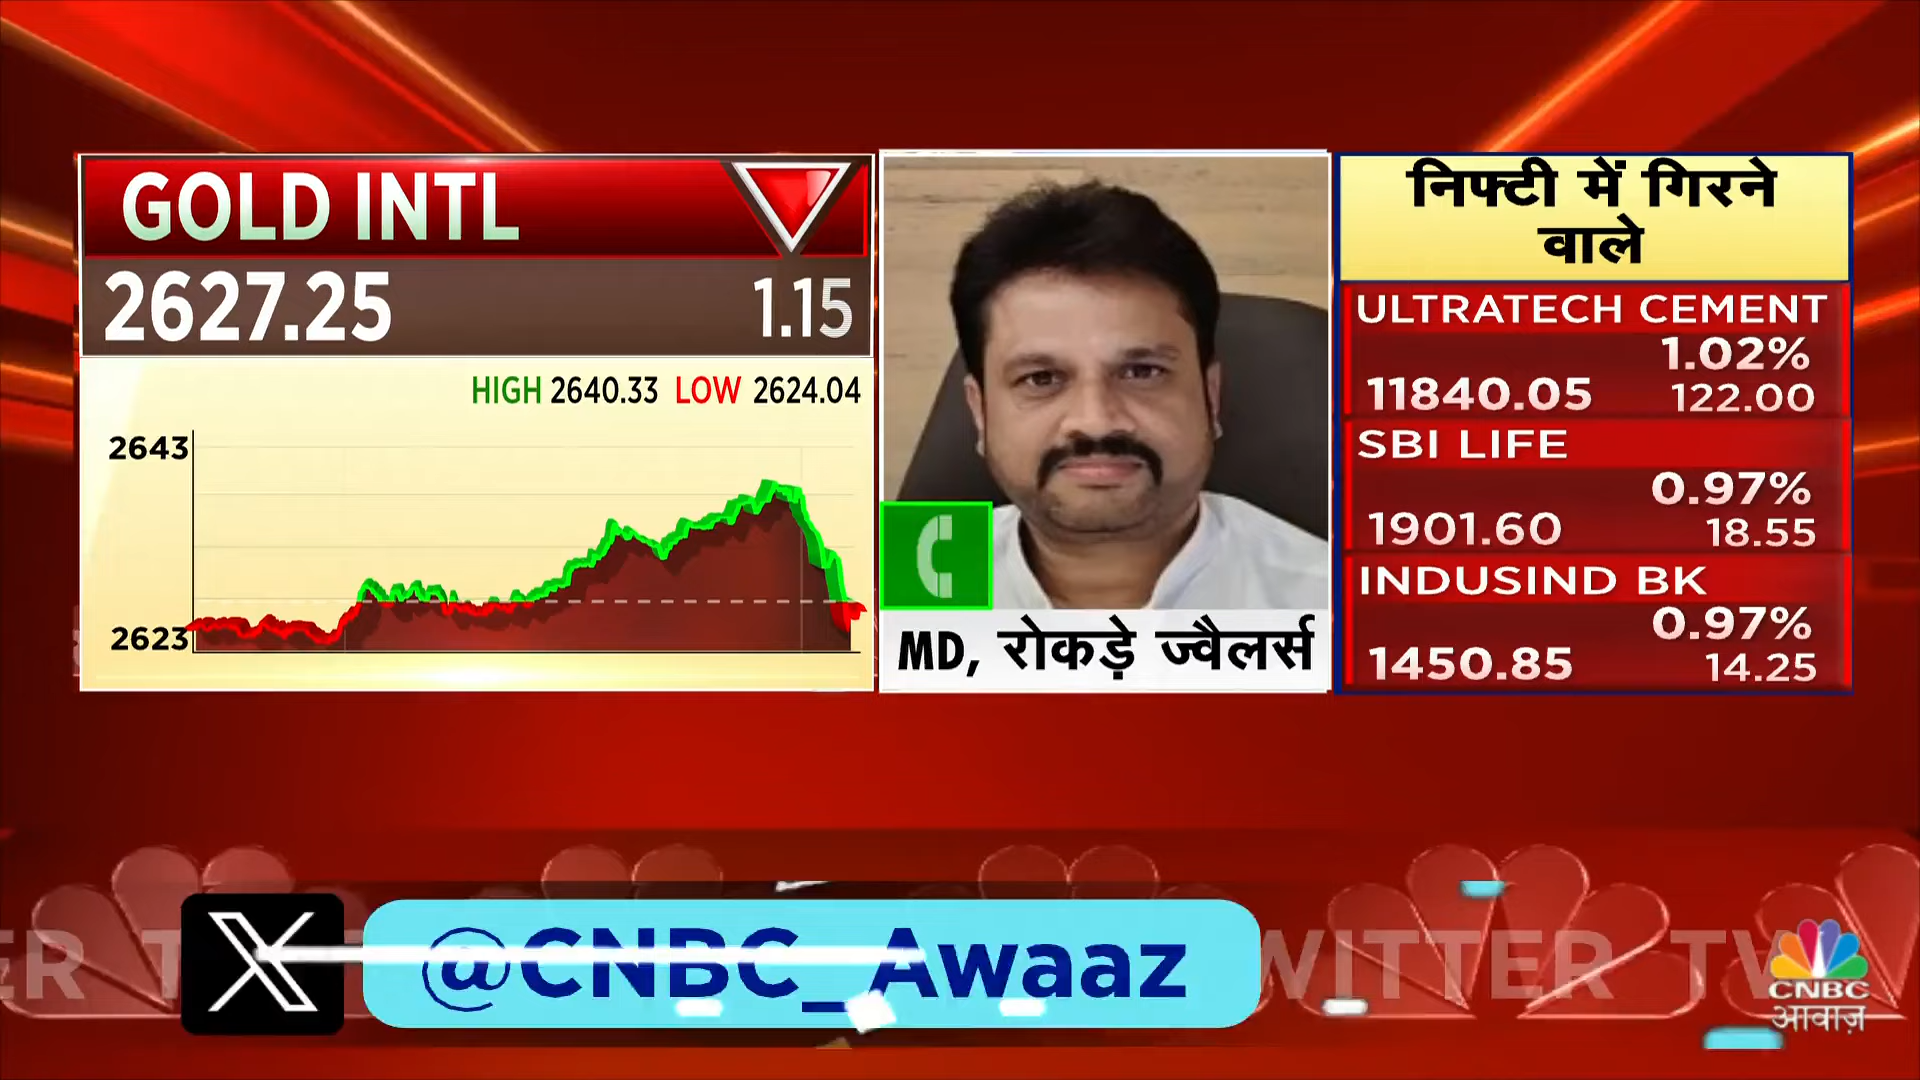 GOLD INTL
2627.25
1.15
HIGH 2640.33 LOW 2624.04
2643
2623
MD, रोकड़े ज्वैलर्स
निफ्टी में गिरने
वाले
ULTRATECH CEMENT
1.02%
11840.05
122.00
SBI LIFE
0.97%
1901.60
18.55
INDUSIND BK
0.97%
1450.85
14.25
X
@CNBC_Awaaz
CNBC
आवाज़